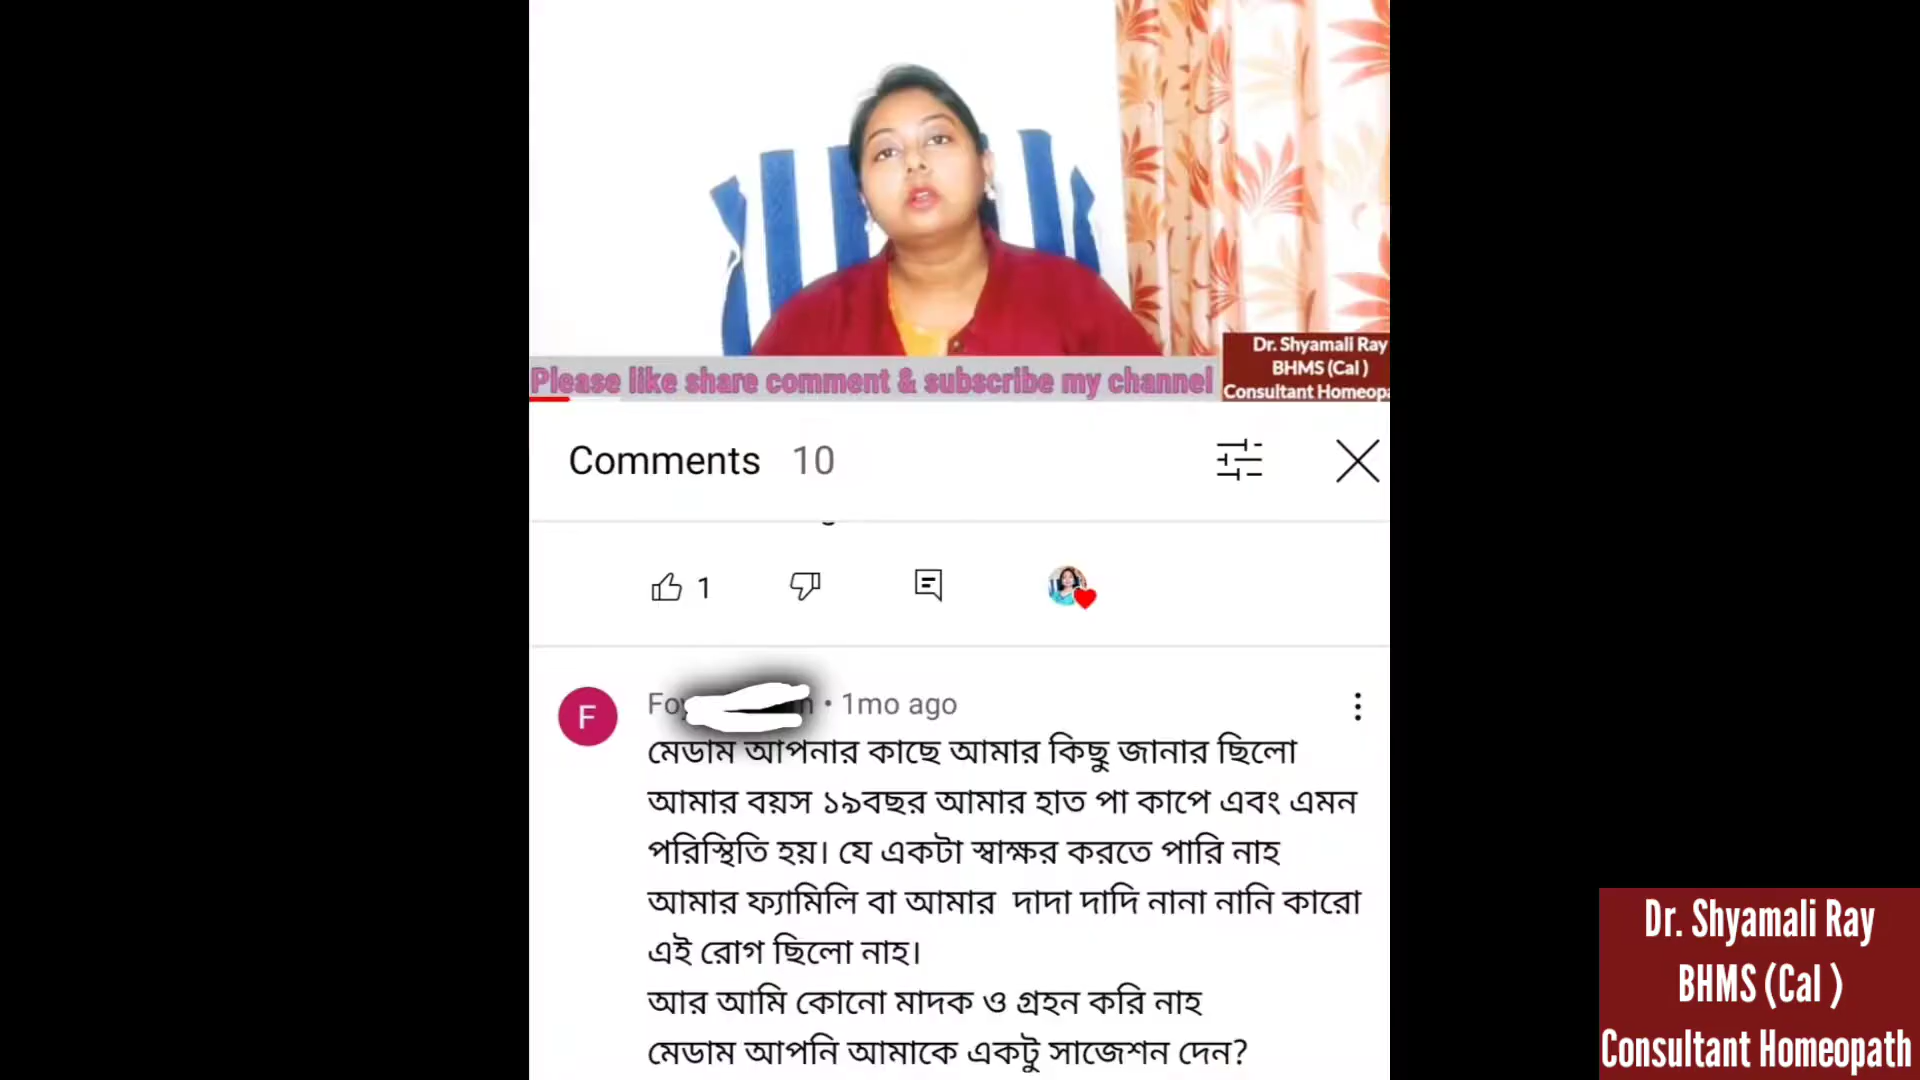 Dr. Shyamali Ray
BHMS (Cal )
Please like share comment & subscribe my channel
Consultant
Comments 10
1
F
1mo ago
মেডাম আপনার কাছে আমার কিছু জানার ছিলো
আমার বয়স ১৯বছর আমার হাত পা কাপে এবং এমন
পরিস্থিতি হয়। যে একটা স্বাক্ষর করতে পারি নাহ
আমার ফ্যামিলি বা আমার দাদা দাদি নানা নানি কারো
এই রোগ ছিলো নাহ।
আর আমি কোনো মাদক ও গ্রহন করি নাহ
মেডাম আপনি আমাকে একটু সাজেশন দেন?
Dr. Shyamali Ray
BHMS (Cal )
Consultant Homeopath